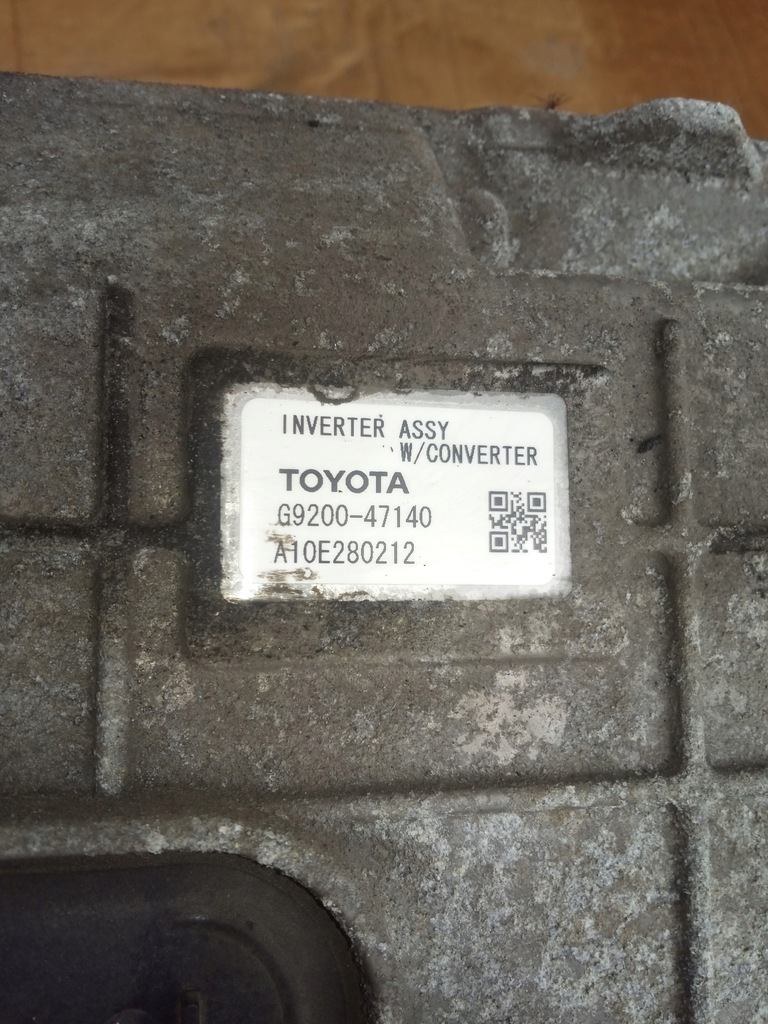 INVERTER ASSY
W/CONVERTER
TOYOTA
G9200-47140
A10E280212